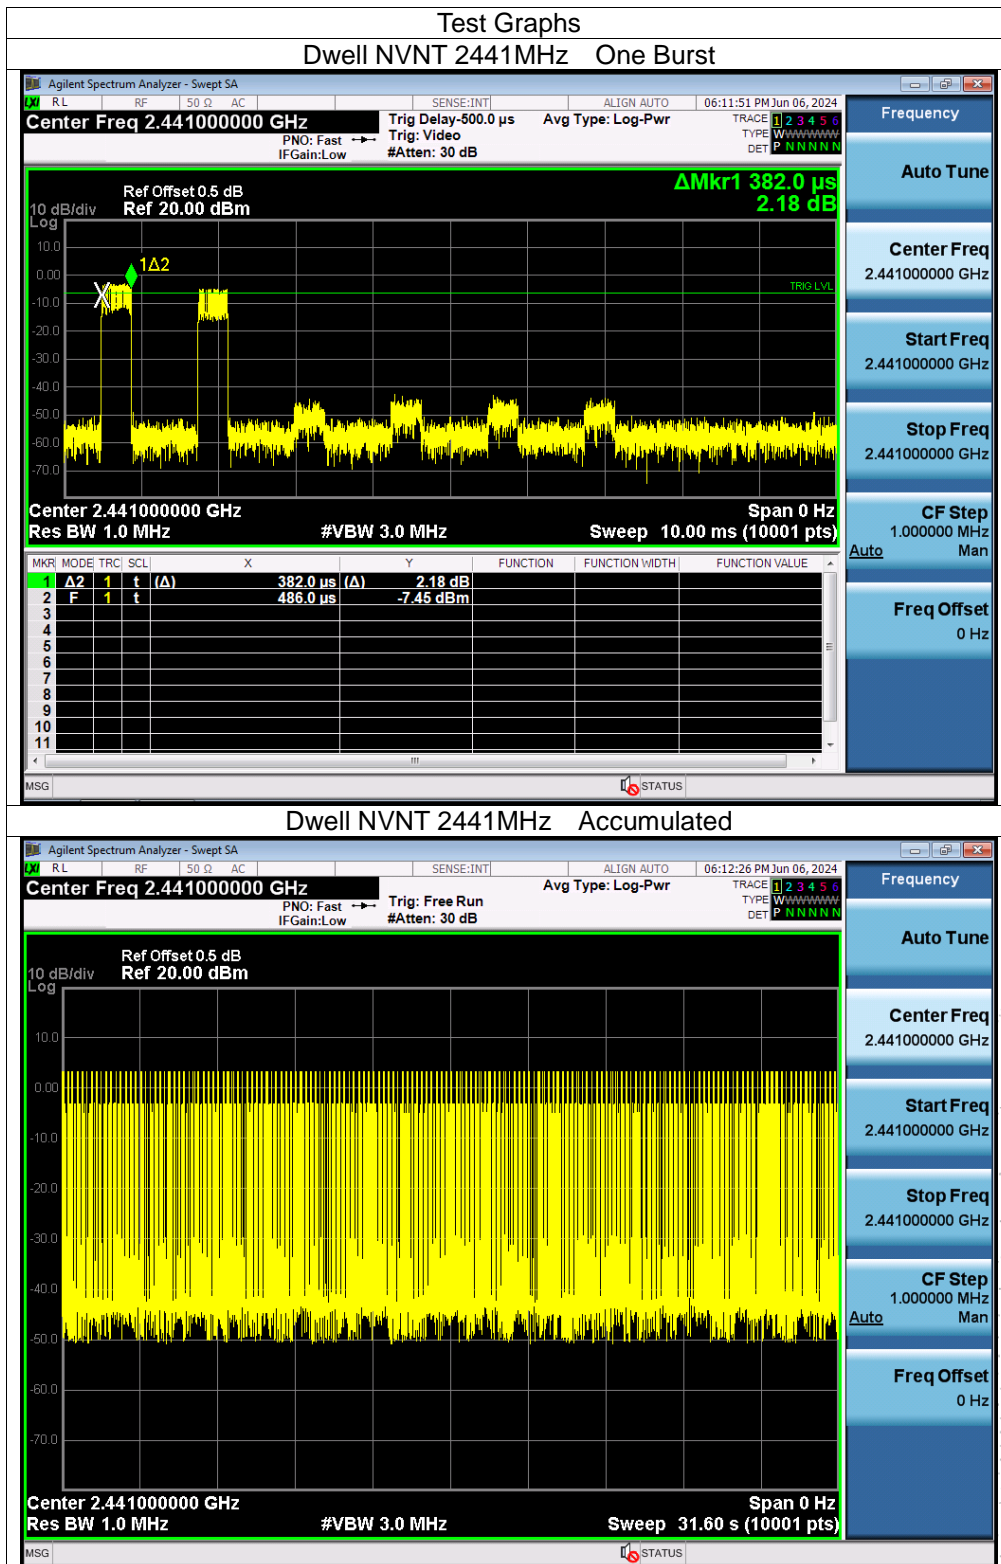 Test Graphs
Dwell NVNT 2441MHz One Burst
Agilent Spectrum Analyzer - Swept SA
LXI RL RF 50 Ω AC SENSE:INT ALIGN AUTO 06:11:51 PM Jun 06, 2024
Center Freq 2.441000000 GHz
PNO: Fast
IFGain:Low
Trig Delay-500.0 µs
Trig: Video
#Atten: 30 dB
Avg Type: Log-Pwr
TRACE 1 2 3 4 5 6
TYPE WWWWWW
DET P N N N N N
Frequency
Auto Tune
Center Freq
2.441000000 GHz
Start Freq
2.441000000 GHz
Stop Freq
2.441000000 GHz
CF Step
1.000000 MHz
Auto Man
Freq Offset
0 Hz
ΔMkr1 382.0 µs
2.18 dB
Ref Offset 0.5 dB
10 dB/div Ref 20.00 dBm
Log
10.0
0.00
-10.0
-20.0
-30.0
-40.0
-50.0
-60.0
-70.0
1Δ2
TRIG LVL
Center 2.441000000 GHz Span 0 Hz
Res BW 1.0 MHz #VBW 3.0 MHz Sweep 10.00 ms (10001 pts)
MKR MODE TRC SCL X Y FUNCTION FUNCTION WIDTH FUNCTION VALUE
1 Δ2 1 t (Δ) 382.0 µs (Δ) 2.18 dB
2 F 1 t 486.0 µs -7.45 dBm
3
4
5
6
7
8
9
10
11
MSG STATUS
Dwell NVNT 2441MHz Accumulated
Agilent Spectrum Analyzer - Swept SA
LXI RL RF 50 Ω AC SENSE:INT ALIGN AUTO 06:12:26 PM Jun 06, 2024
Center Freq 2.441000000 GHz
PNO: Fast
IFGain:Low
Trig: Free Run
#Atten: 30 dB
Avg Type: Log-Pwr
TRACE 1 2 3 4 5 6
TYPE WWWWWW
DET P N N N N N
Frequency
Auto Tune
Center Freq
2.441000000 GHz
Start Freq
2.441000000 GHz
Stop Freq
2.441000000 GHz
CF Step
1.000000 MHz
Auto Man
Freq Offset
0 Hz
Ref Offset 0.5 dB
10 dB/div Ref 20.00 dBm
Log
10.0
0.00
-10.0
-20.0
-30.0
-40.0
-50.0
-60.0
-70.0
Center 2.441000000 GHz Span 0 Hz
Res BW 1.0 MHz #VBW 3.0 MHz Sweep 31.60 s (10001 pts)
MSG STATUS